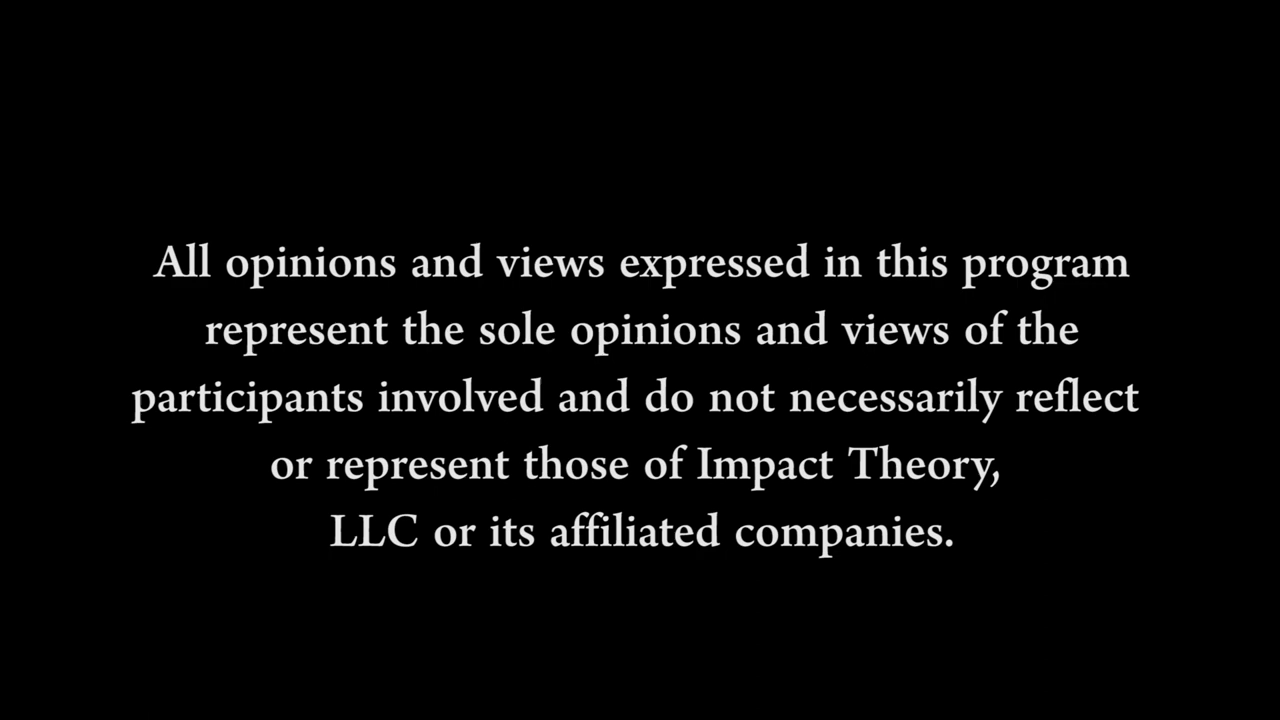 All opinions and views expressed in this program
represent the sole opinions and views of the
participants involved and do not necessarily reflect
or represent those of Impact Theory,
LLC or its affiliated companies.